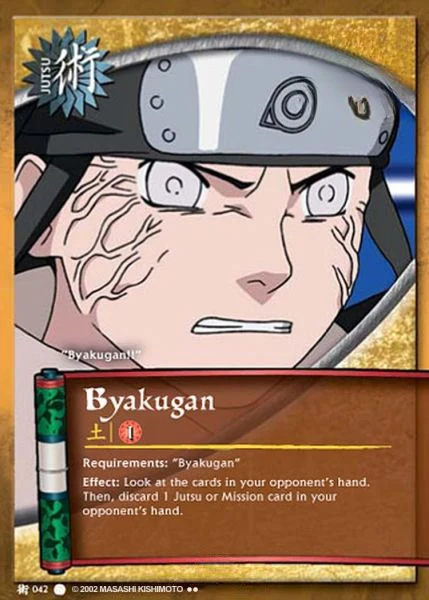 術
JUTSU
"Byakugan!!"
Byakugan
土 1
Requirements: "Byakugan"
Effect: Look at the cards in your opponent's hand.
Then, discard 1 Jutsu or Mission card in your
opponent's hand.
術 042 © 2002 MASASHI KISHIMOTO